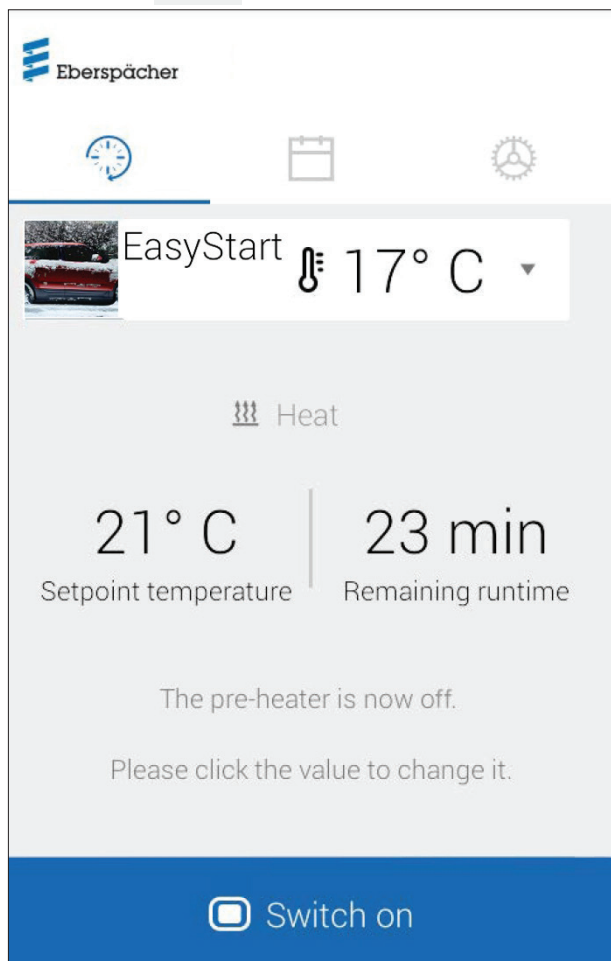 Eberspächer
EasyStart
17° C
Heat
21° C
Setpoint temperature
23 min
Remaining runtime
The pre-heater is now off.
Please click the value to change it.
Switch on